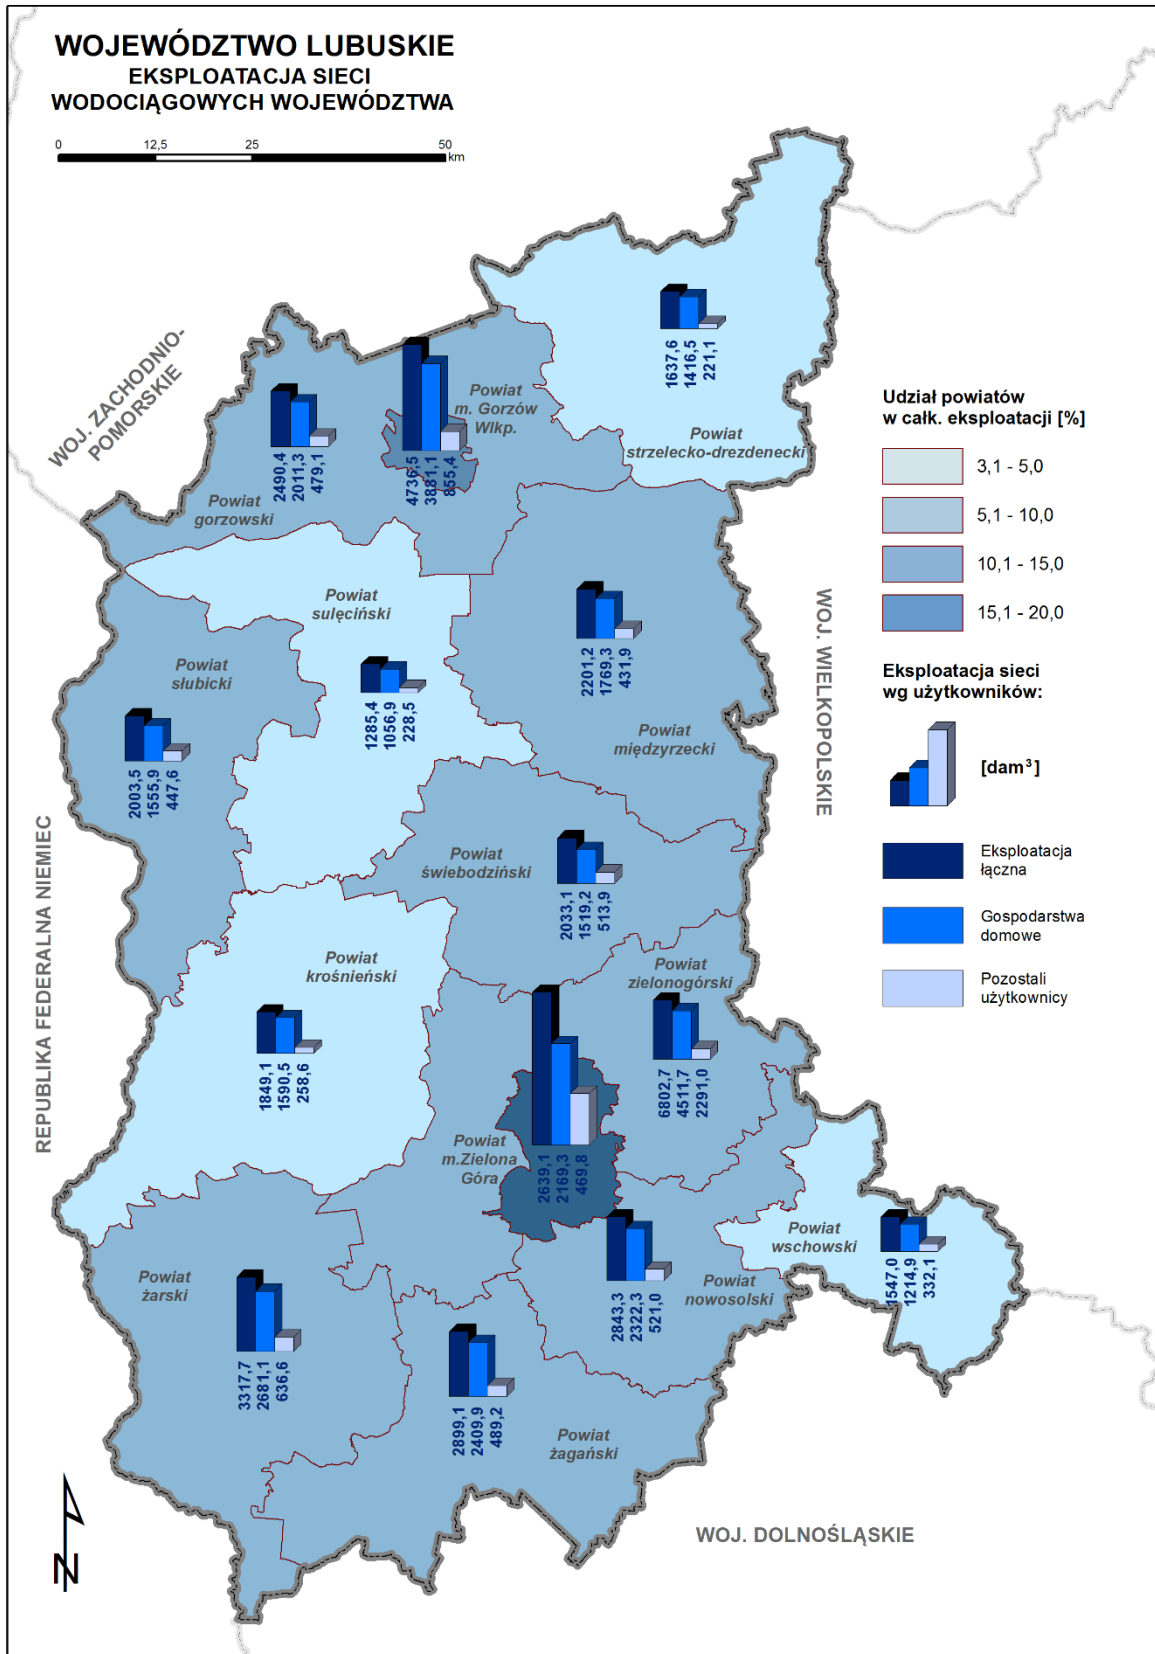 WOJEWÓDZTWO LUBUSKIE
EKSPLOATACJA SIECI
WODOCIĄGOWYCH WOJEWÓDZTWA
0 12,5 25 50
km
WOJ. ZACHODNIO-
POMORSKIE
1637,6
1416,5
221,1
Powiat
strzelecko-drezdenecki
Powiat
m. Gorzów
Wlkp.
4736,5
3881,1
855,4
2490,4
2011,3
479,1
Powiat
gorzowski
Powiat
sulęciński
1285,4
1056,9
228,5
Powiat
słubicki
2003,5
1555,9
447,6
2201,2
1769,3
431,9
Powiat
międzyrzecki
Powiat
świebodziński
2033,1
1519,2
513,9
Powiat
krośnieński
1849,1
1590,5
258,6
Powiat
zielonogórski
6802,7
4511,7
2291,0
Powiat
m.Zielona
Góra
2639,1
2169,3
469,8
Powiat
wschowski
1547,0
1214,9
332,1
Powiat
nowosolski
2843,3
2322,3
521,0
Powiat
żarski
3317,7
2681,1
636,6
2899,1
2409,9
489,2
Powiat
żagański
REPUBLIKA FEDERALNA NIEMIEC
WOJ. WIELKOPOLSKIE
WOJ. DOLNOŚLĄSKIE
N
Udział powiatów
w całk. eksploatacji [%]
3,1 - 5,0
5,1 - 10,0
10,1 - 15,0
15,1 - 20,0
Eksploatacja sieci
wg użytkowników:
[dam³]
Eksploatacja
łączna
Gospodarstwa
domowe
Pozostali
użytkownicy